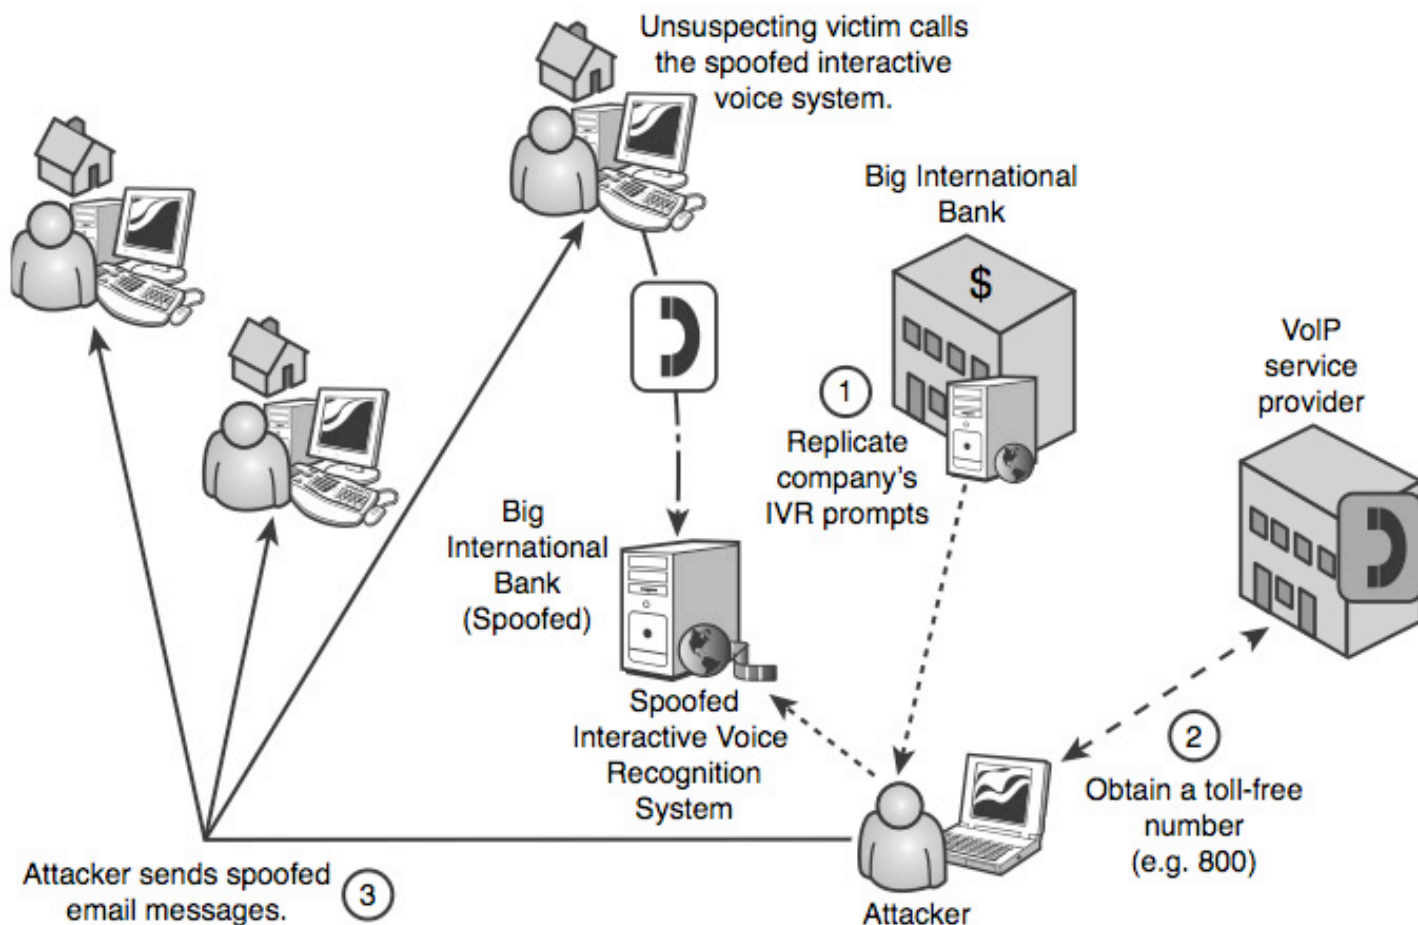 Unsuspecting victim calls
the spoofed interactive
voice system.
Big International
Bank
$
VoIP
service
provider
1
Replicate
company's
IVR prompts
Big
International
Bank
(Spoofed)
Spoofed
Interactive Voice
Recognition
System
2
Obtain a toll-free
number
(e.g. 800)
Attacker sends spoofed
email messages.
3
Attacker